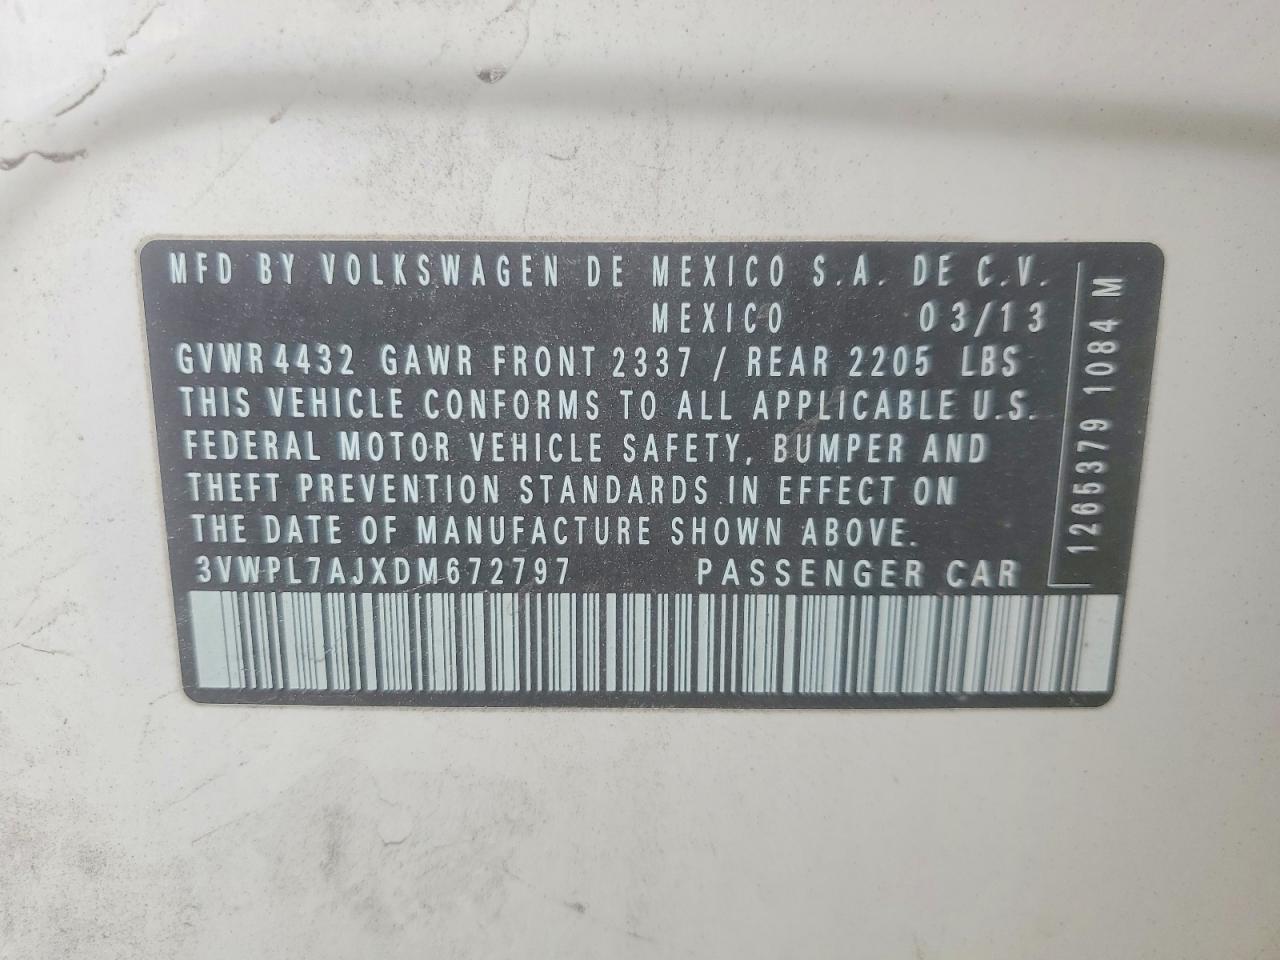 MFD BY VOLKSWAGEN DE MEXICO S.A. DE C.V.
MEXICO 03/13
GVWR 4432 GAWR FRONT 2337 / REAR 2205 LBS
THIS VEHICLE CONFORMS TO ALL APPLICABLE U.S.
FEDERAL MOTOR VEHICLE SAFETY, BUMPER AND
THEFT PREVENTION STANDARDS IN EFFECT ON
THE DATE OF MANUFACTURE SHOWN ABOVE.
3VWPL7AJXDM672797 PASSENGER CAR
1265379 1084 M